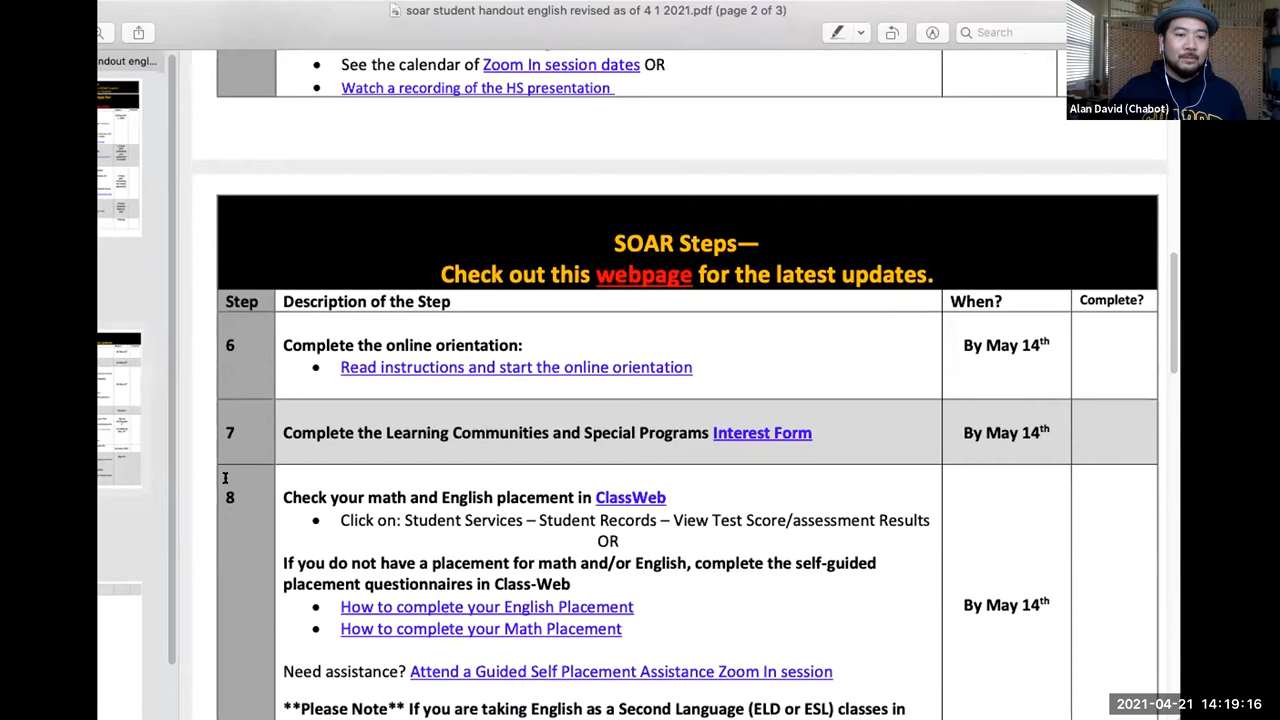 soar student handout english revised as of 4 1 2021.pdf (page 2 of 3)
Search
ndout engl...
Alan David (Chabot)
• See the calendar of Zoom In session dates OR
• Watch a recording of the HS presentation
SOAR Steps—
Check out this webpage for the latest updates.
Step Description of the Step When? Complete?
6 Complete the online orientation: By May 14th
• Read instructions and start the online orientation
7 Complete the Learning Communities and Special Programs Interest Form By May 14th
8 Check your math and English placement in ClassWeb
• Click on: Student Services – Student Records – View Test Score/assessment Results
OR
If you do not have a placement for math and/or English, complete the self-guided
placement questionnaires in Class-Web
• How to complete your English Placement By May 14th
• How to complete your Math Placement
Need assistance? Attend a Guided Self Placement Assistance Zoom In session
**Please Note** If you are taking English as a Second Language (ELD or ESL) classes in
2021-04-21 14:19:16